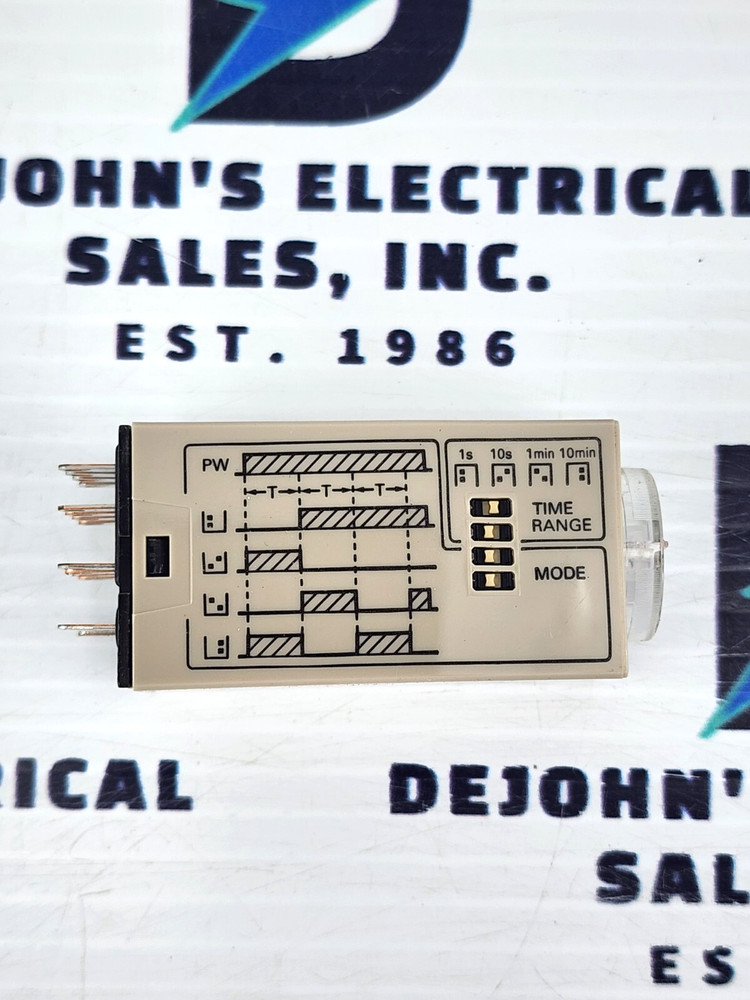 JOHN'S ELECTRICAL
SALES, INC.
EST. 1986
PW
T T T
1s 10s 1min 10min
TIME
RANGE
MODE
RICAL
DEJOHN'
SAL
ES